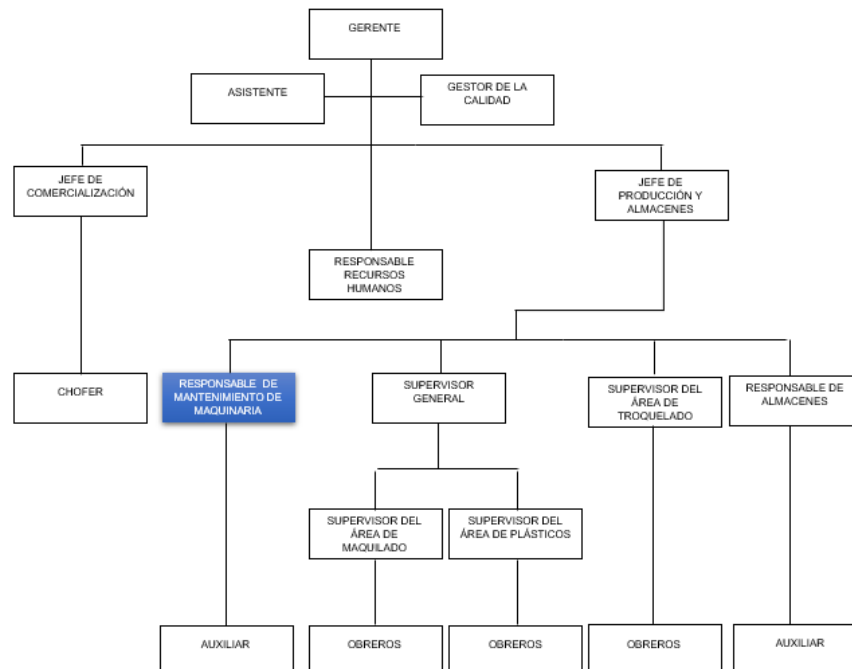 GERENTE
ASISTENTE
GESTOR DE LA
CALIDAD
JEFE DE
COMERCIALIZACIÓN
JEFE DE
PRODUCCIÓN Y
ALMACENES
RESPONSABLE
RECURSOS
HUMANOS
CHOFER
RESPONSABLE DE
MANTENIMIENTO DE
MAQUINARIA
SUPERVISOR
GENERAL
SUPERVISOR DEL
ÁREA DE
TROQUELADO
RESPONSABLE DE
ALMACENES
SUPERVISOR DEL
ÁREA DE
MAQUILADO
SUPERVISOR DEL
ÁREA DE PLÁSTICOS
AUXILIAR
OBREROS
OBREROS
OBREROS
AUXILIAR